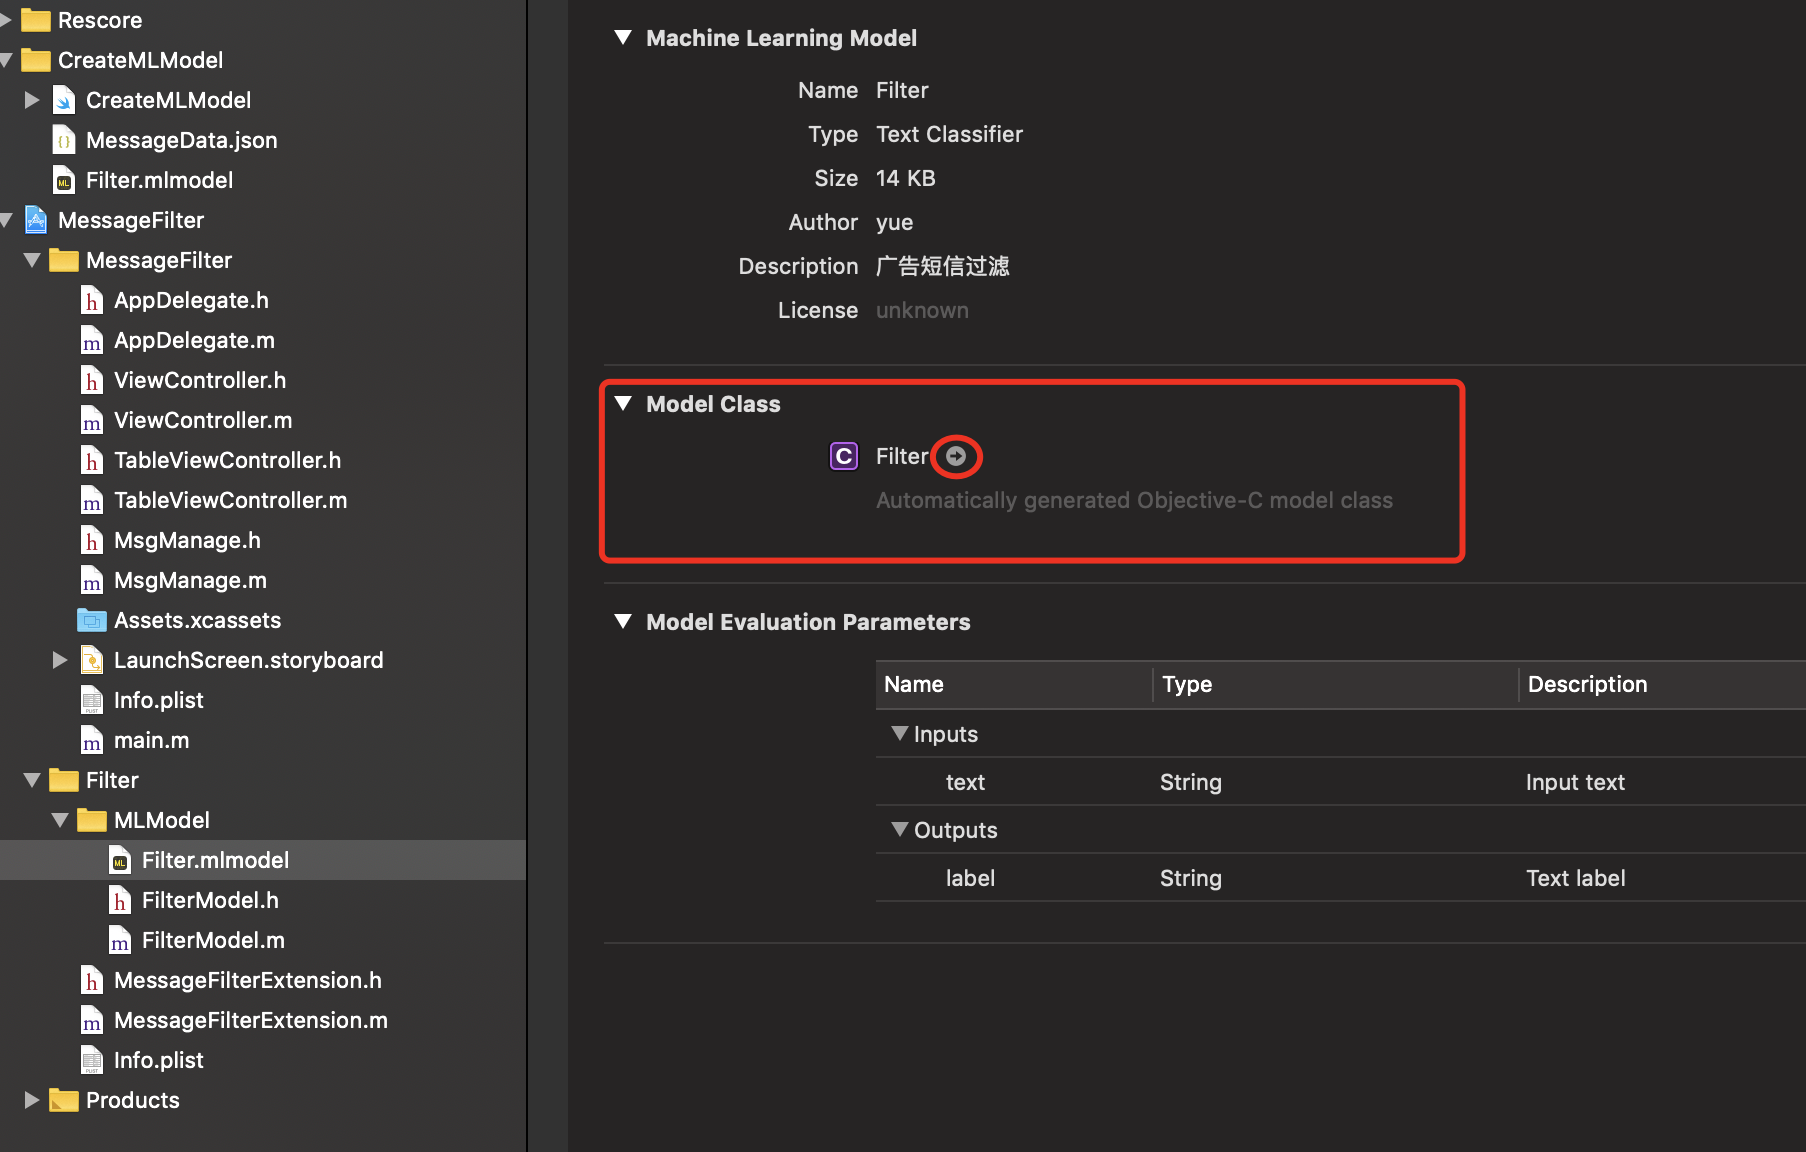 Rescore
CreateMLModel
CreateMLModel
MessageData.json
Filter.mlmodel
MessageFilter
MessageFilter
AppDelegate.h
AppDelegate.m
ViewController.h
ViewController.m
TableViewController.h
TableViewController.m
MsgManage.h
MsgManage.m
Assets.xcassets
LaunchScreen.storyboard
Info.plist
main.m
Filter
MLModel
Filter.mlmodel
FilterModel.h
FilterModel.m
MessageFilterExtension.h
MessageFilterExtension.m
Info.plist
Products
Machine Learning Model
Name Filter
Type Text Classifier
Size 14 KB
Author yue
Description 广告短信过滤
License unknown
Model Class
C Filter
Automatically generated Objective-C model class
Model Evaluation Parameters
Name Type Description
Inputs
text String Input text
Outputs
label String Text label